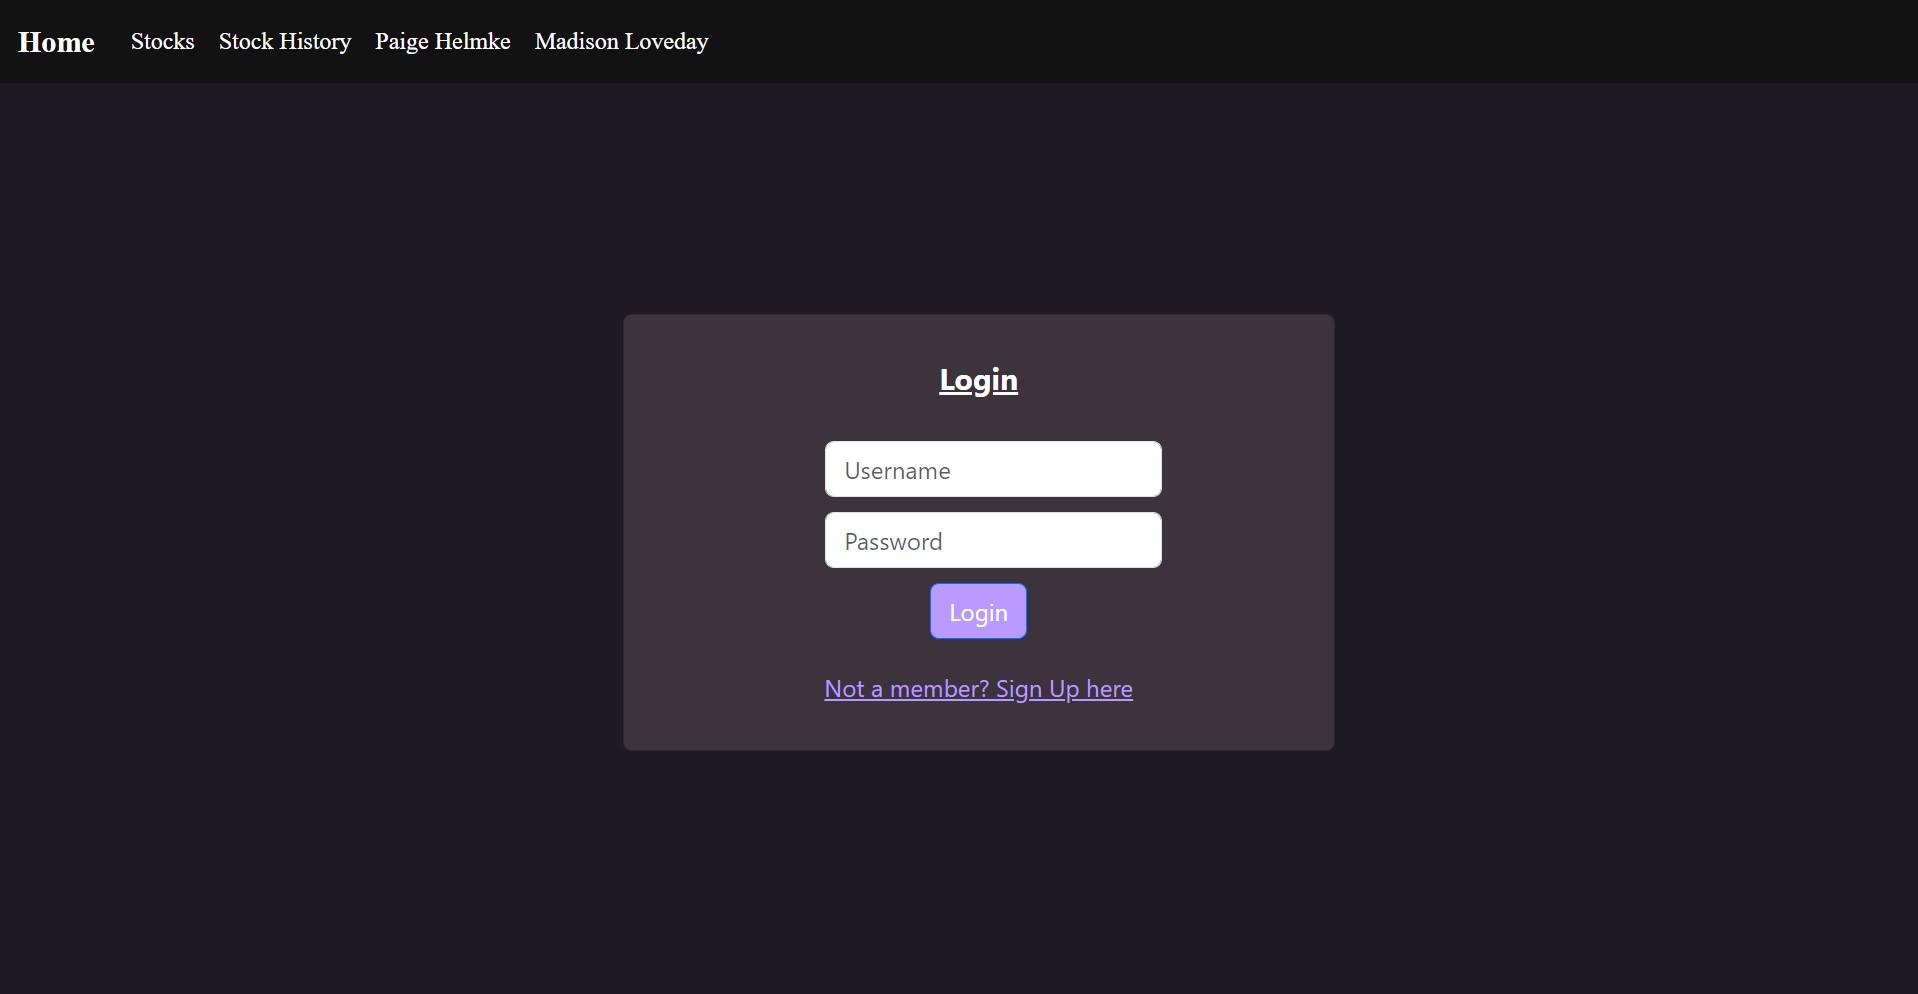 Home Stocks Stock History Paige Helmke Madison Loveday
Login
Username
Password
Login
Not a member? Sign Up here